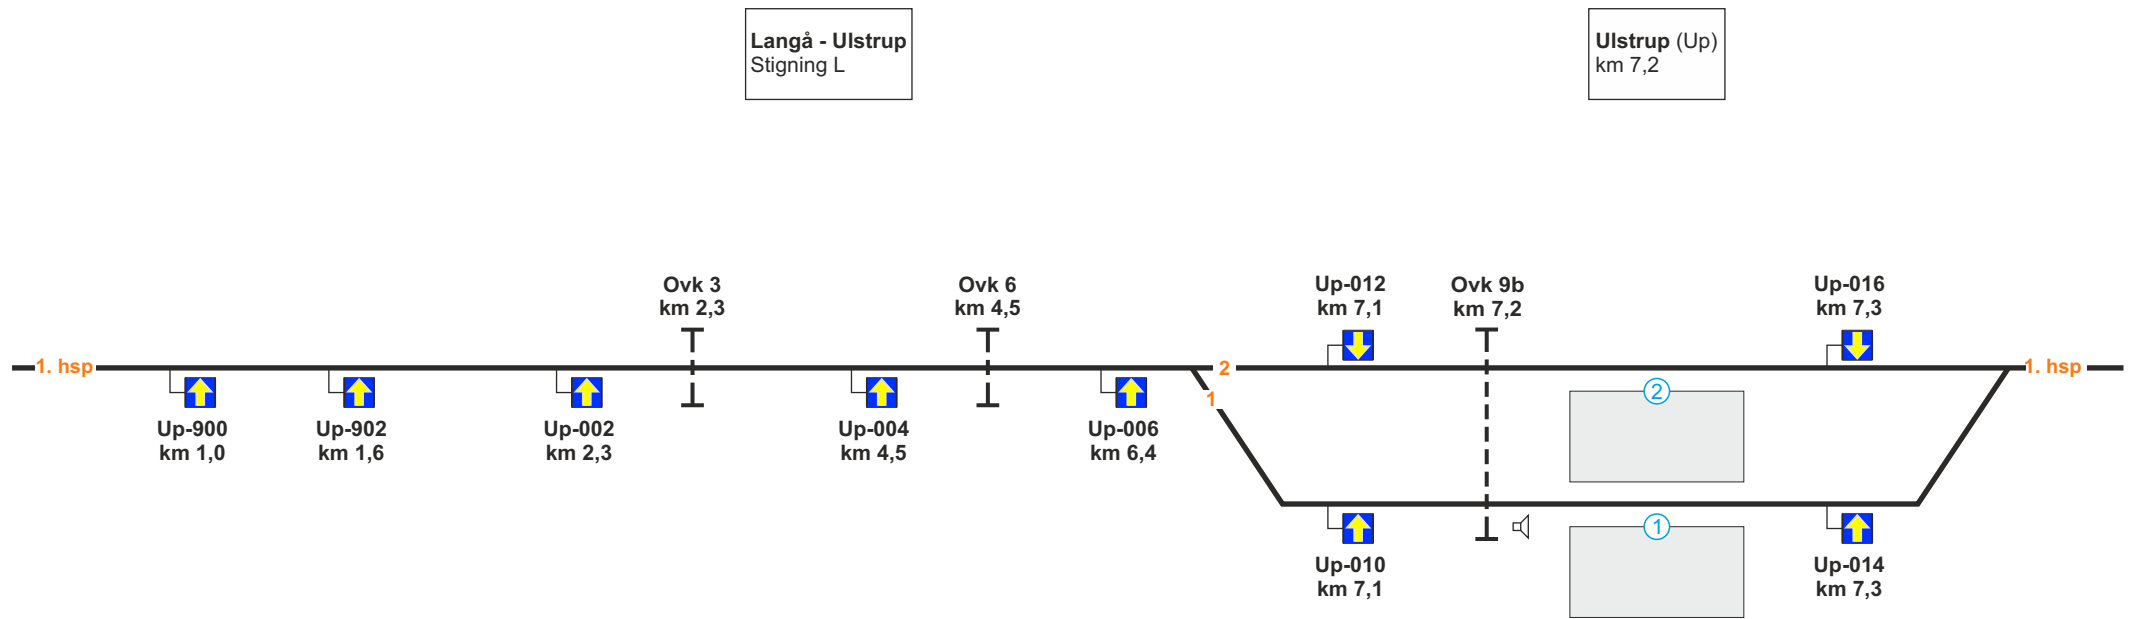 Langå - Ulstrup
Stigning L
Ulstrup (Up)
km 7,2
Ovk 3
km 2,3
Ovk 6
km 4,5
Up-012
km 7,1
Ovk 9b
km 7,2
Up-016
km 7,3
1. hsp
2
1. hsp
1
2
Up-900
km 1,0
Up-902
km 1,6
Up-002
km 2,3
Up-004
km 4,5
Up-006
km 6,4
1
Up-010
km 7,1
Up-014
km 7,3